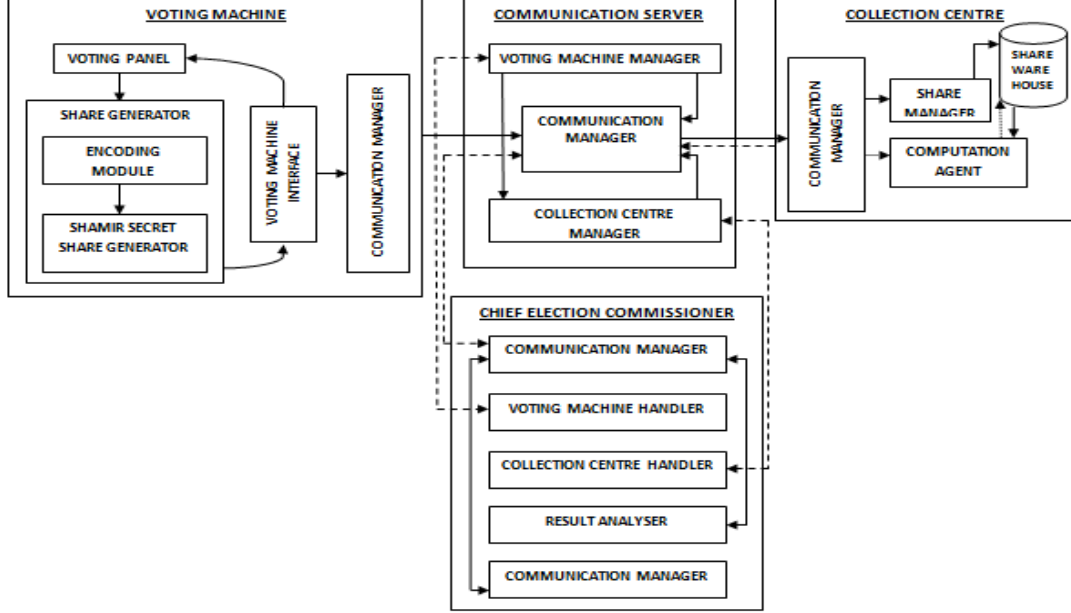 VOTING MACHINE
VOTING PANEL
SHARE GENERATOR
ENCODING
MODULE
SHAMIR SECRET
SHARE GENERATOR
VOTING MACHINE
INTERFACE
COMMUNICATION MANAGER
COMMUNICATION SERVER
VOTING MACHINE MANAGER
COMMUNICATION
MANAGER
COLLECTION CENTRE
MANAGER
COLLECTION CENTRE
COMMUNICATION
MANAGER
SHARE
MANAGER
SHARE
WARE
HOUSE
COMPUTATION
AGENT
CHIEF ELECTION COMMISSIONER
COMMUNICATION MANAGER
VOTING MACHINE HANDLER
COLLECTION CENTRE HANDLER
RESULT ANALYSER
COMMUNICATION MANAGER